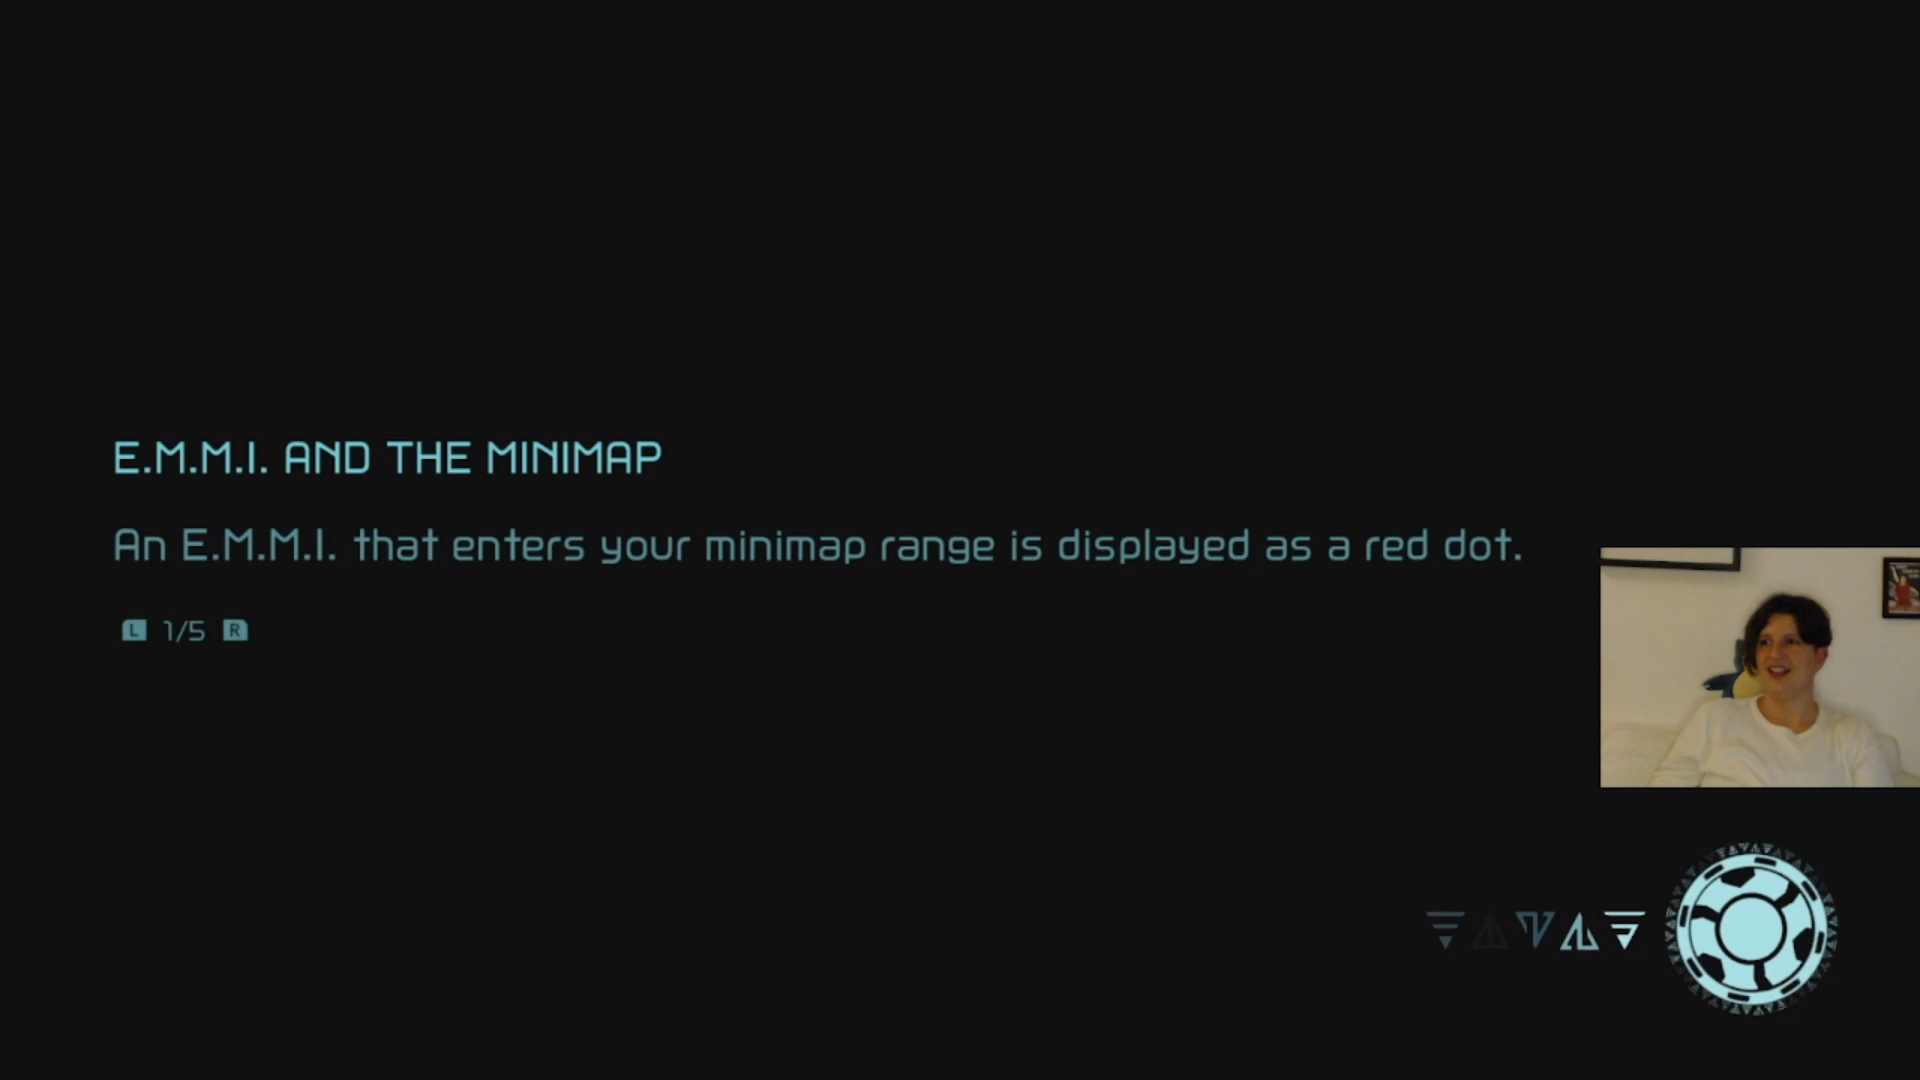 E.M.M.I. AND THE MINIMAP
An E.M.M.I. that enters your minimap range is displayed as a red dot.
L 1/5 R